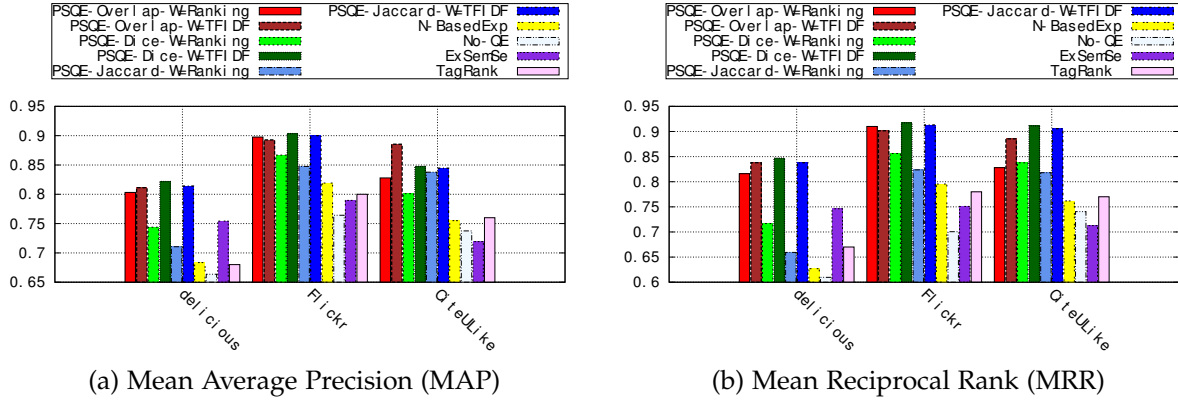 PSQE-Overlap-W=Ranking
PSQE-Overlap-W=TFIDF
PSQE-Dice-W=Ranking
PSQE-Dice-W=TFIDF
PSQE-Jaccard-W=Ranking
PSQE-Jaccard-W=TFIDF
N-BasedExp
No-QE
ExSemSe
TagRank
0.95
0.9
0.85
0.8
0.75
0.7
0.65
delicious
Flickr
CiteULike
(a) Mean Average Precision (MAP)
PSQE-Overlap-W=Ranking
PSQE-Overlap-W=TFIDF
PSQE-Dice-W=Ranking
PSQE-Dice-W=TFIDF
PSQE-Jaccard-W=Ranking
PSQE-Jaccard-W=TFIDF
N-BasedExp
No-QE
ExSemSe
TagRank
0.95
0.9
0.85
0.8
0.75
0.7
0.65
0.6
delicious
Flickr
CiteULike
(b) Mean Reciprocal Rank (MRR)